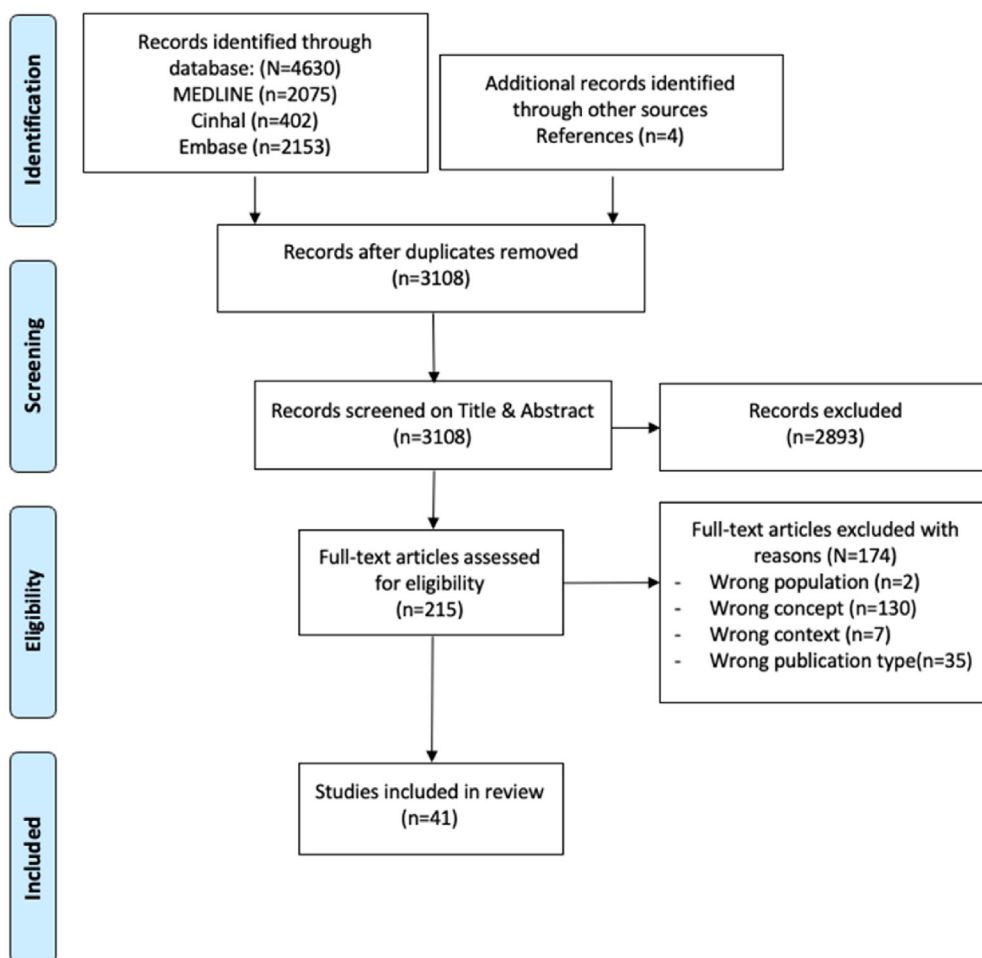 Identification
Records identified through
database: (N=4630)
MEDLINE (n=2075)
Cinhal (n=402)
Embase (n=2153)
Additional records identified
through other sources
References (n=4)
Records after duplicates removed
(n=3108)
Screening
Records screened on Title & Abstract
(n=3108)
Records excluded
(n=2893)
Eligibility
Full-text articles assessed
for eligibility
(n=215)
Full-text articles excluded with
reasons (N=174)
- Wrong population (n=2)
- Wrong concept (n=130)
- Wrong context (n=7)
- Wrong publication type(n=35)
Included
Studies included in review
(n=41)